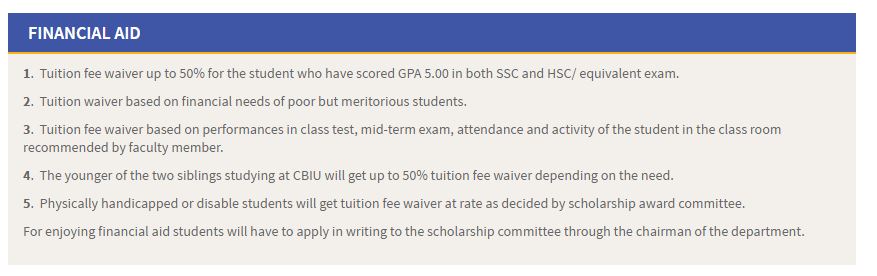 FINANCIAL AID
1. Tuition fee waiver up to 50% for the student who have scored GPA 5.00 in both SSC and HSC/ equivalent exam.
2. Tuition waiver based on financial needs of poor but meritorious students.
3. Tuition fee waiver based on performances in class test, mid-term exam, attendance and activity of the student in the class room
recommended by faculty member.
4. The younger of the two siblings studying at CBIU will get up to 50% tuition fee waiver depending on the need.
5. Physically handicapped or disable students will get tuition fee waiver at rate as decided by scholarship award committee.
For enjoying financial aid students will have to apply in writing to the scholarship committee through the chairman of the department.